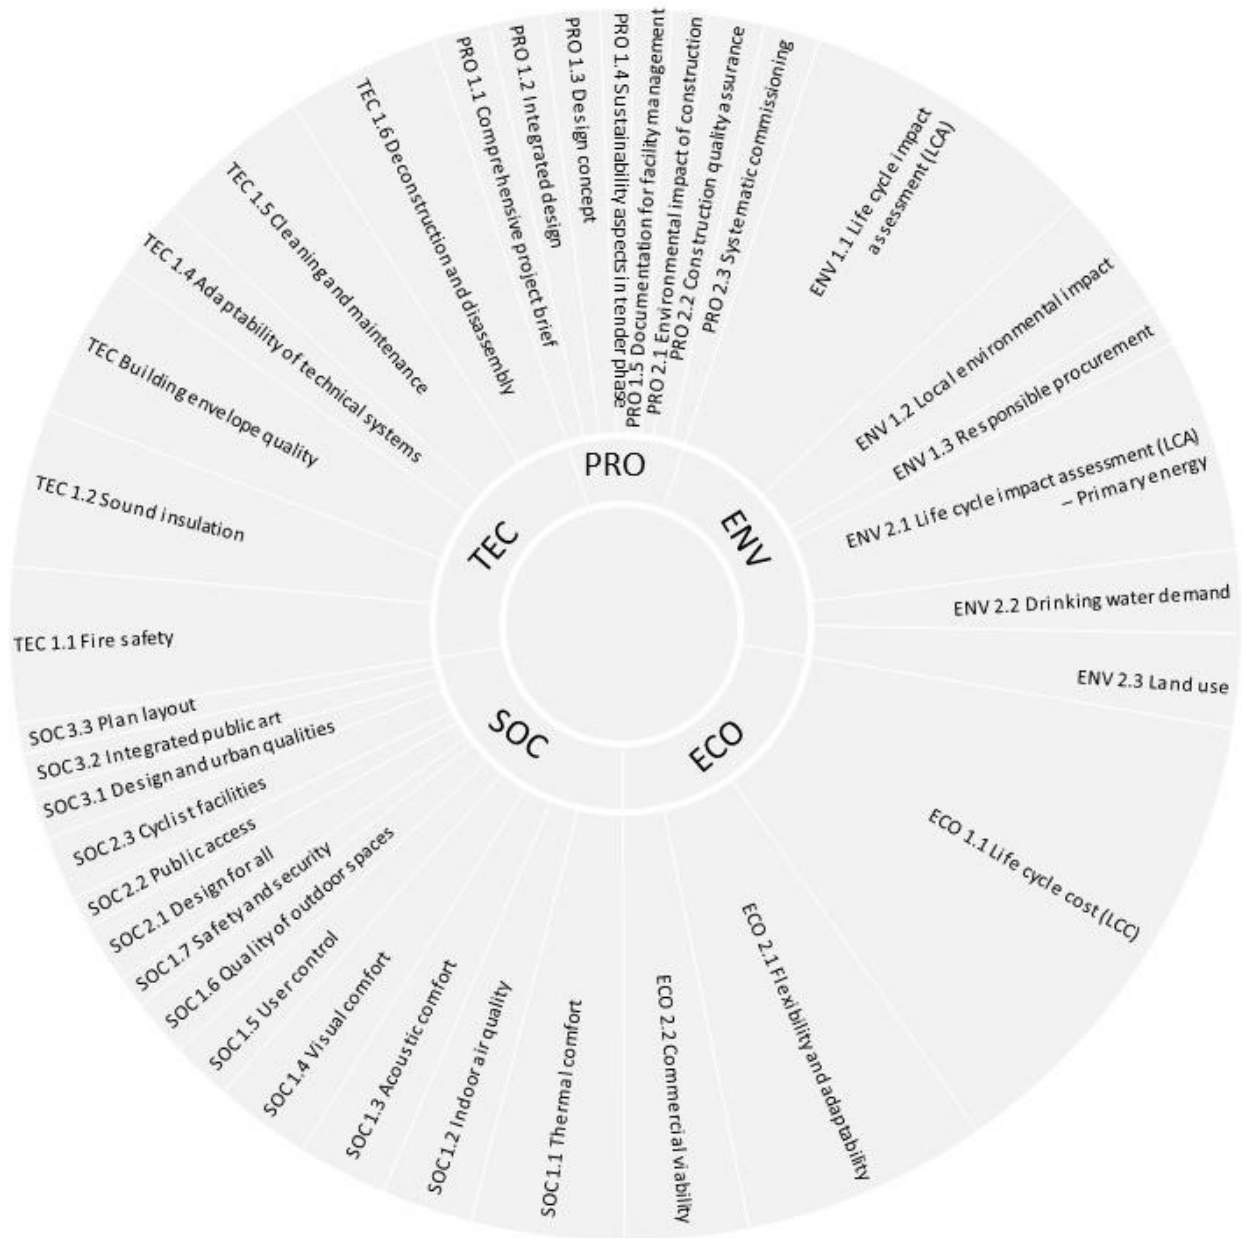 PRO
PRO 1.1 Comprehensive project brief
PRO 1.2 Integrated design
PRO 1.3 Design concept
PRO 1.4 Sustainability aspects in tender phase
PRO 1.5 Documentation for facility management
PRO 2.1 Environmental impact of construction
PRO 2.2 Construction quality assurance
PRO 2.3 Systematic commissioning
ENV
ENV 1.1 Life cycle impact
assessment (LCA)
ENV 1.2 Local environmental impact
ENV 1.3 Responsible procurement
ENV 2.1 Life cycle impact assessment (LCA)
– Primary energy
ENV 2.2 Drinking water demand
ENV 2.3 Land use
ECO
ECO 1.1 Life cycle cost (LCC)
ECO 2.1 Flexibility and adaptability
ECO 2.2 Commercial viability
SOC
SOC 1.1 Thermal comfort
SOC 1.2 Indoor air quality
SOC 1.3 Acoustic comfort
SOC 1.4 Visual comfort
SOC 1.5 User control
SOC 1.6 Quality of outdoor spaces
SOC 1.7 Safety and security
SOC 2.1 Design for all
SOC 2.2 Public access
SOC 2.3 Cyclist facilities
SOC 3.1 Design and urban qualities
SOC 3.2 Integrated public art
SOC 3.3 Plan layout
TEC
TEC 1.1 Fire safety
TEC 1.2 Sound insulation
TEC Building envelope quality
TEC 1.4 Adaptability of technical systems
TEC 1.5 Cleaning and maintenance
TEC 1.6 Deconstruction and disassembly